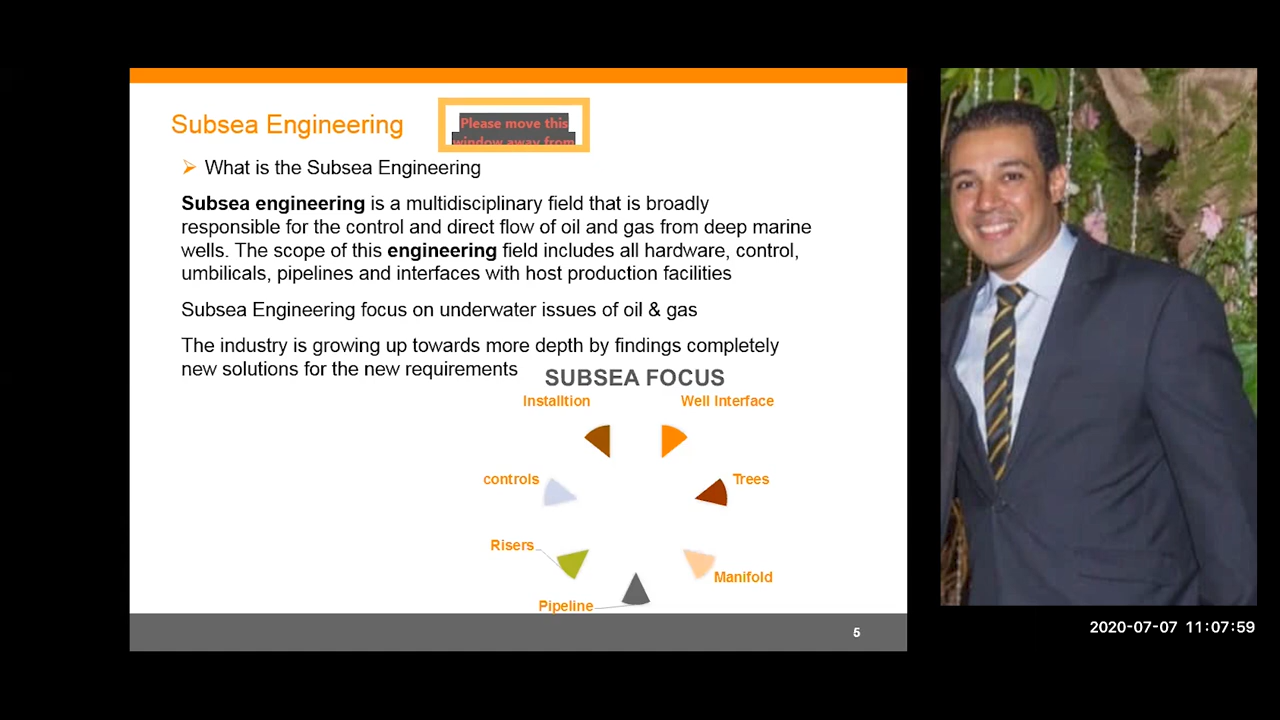 Subsea Engineering
Please move this
window away from
What is the Subsea Engineering
Subsea engineering is a multidisciplinary field that is broadly
responsible for the control and direct flow of oil and gas from deep marine
wells. The scope of this engineering field includes all hardware, control,
umbilicals, pipelines and interfaces with host production facilities
Subsea Engineering focus on underwater issues of oil & gas
The industry is growing up towards more depth by findings completely
new solutions for the new requirements
SUBSEA FOCUS
Installtion
Well Interface
controls
Trees
Risers
Manifold
Pipeline
5
2020-07-07 11:07:59